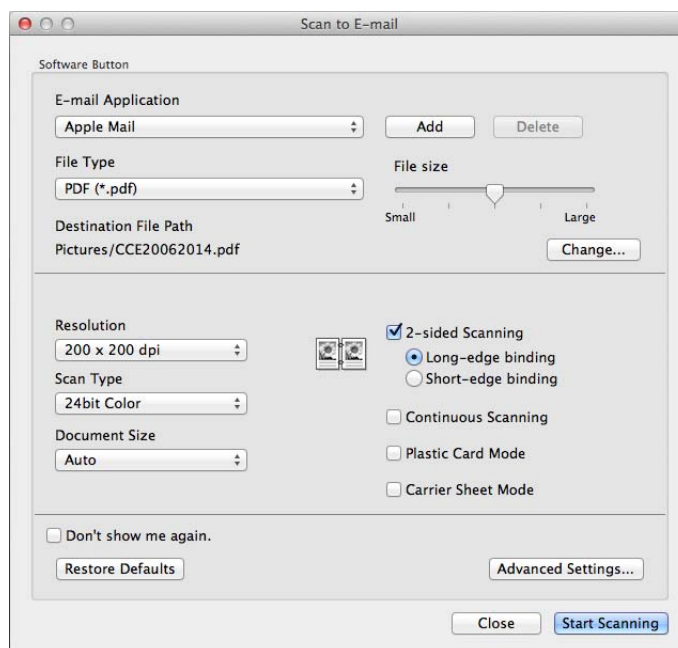 Scan to E-mail
Software Button
E-mail Application
Apple Mail
Add
Delete
File Type
File size
PDF (*.pdf)
Small
Large
Destination File Path
Pictures/CCE20062014.pdf
Change...
Resolution
200 x 200 dpi
2-sided Scanning
Long-edge binding
Short-edge binding
Scan Type
24bit Color
Continuous Scanning
Document Size
Auto
Plastic Card Mode
Carrier Sheet Mode
Don't show me again.
Restore Defaults
Advanced Settings...
Close
Start Scanning